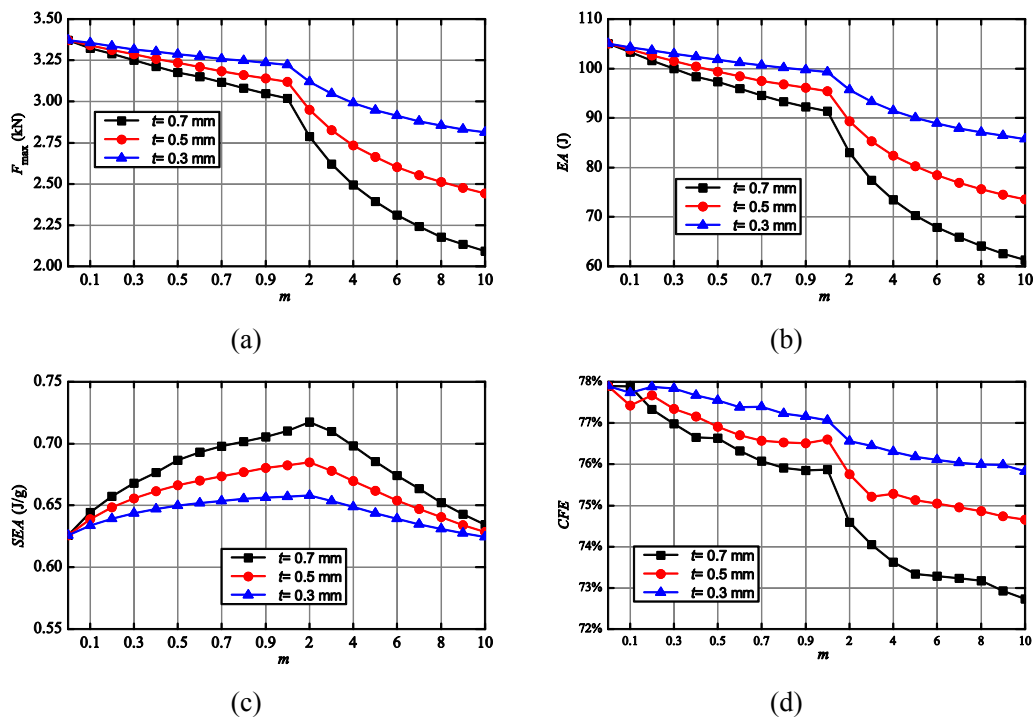 3.50
3.25
3.00
2.75
2.50
2.25
2.00
F max (kN)
t= 0.7 mm
t= 0.5 mm
t= 0.3 mm
0.1 0.3 0.5 0.7 0.9 2 4 6 8 10
m
(a)
110
100
90
80
70
60
EA (J)
t= 0.7 mm
t= 0.5 mm
t= 0.3 mm
0.1 0.3 0.5 0.7 0.9 2 4 6 8 10
m
(b)
0.75
0.70
0.65
0.60
0.55
SEA (J/g)
t= 0.7 mm
t= 0.5 mm
t= 0.3 mm
0.1 0.3 0.5 0.7 0.9 2 4 6 8 10
m
(c)
78%
77%
76%
75%
74%
73%
72%
CFE
t= 0.7 mm
t= 0.5 mm
t= 0.3 mm
0.1 0.3 0.5 0.7 0.9 2 4 6 8 10
m
(d)